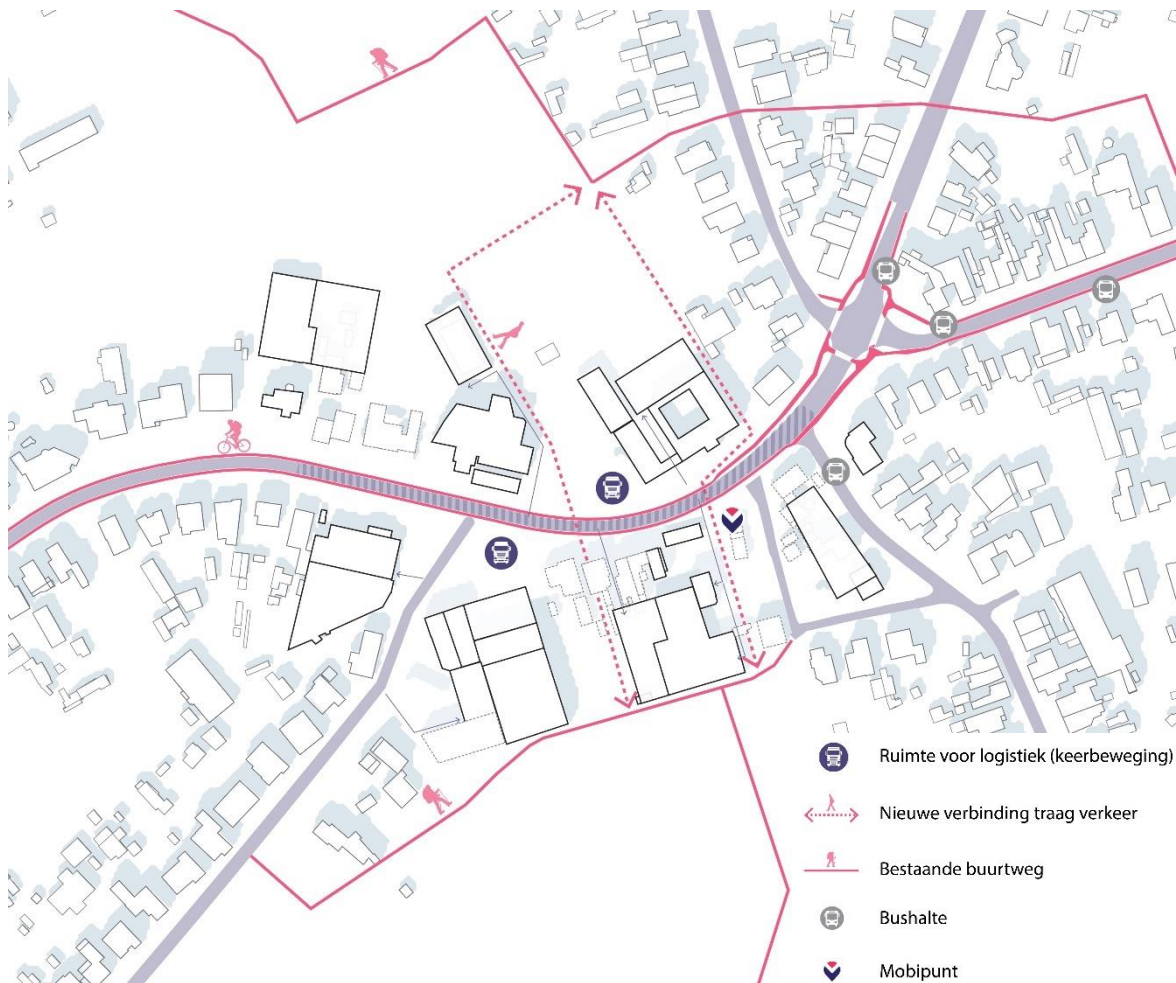 Ruimte voor logistiek (keerbeweging)
Nieuwe verbinding traag verkeer
Bestaande buurtweg
Bushalte
Mobipunt